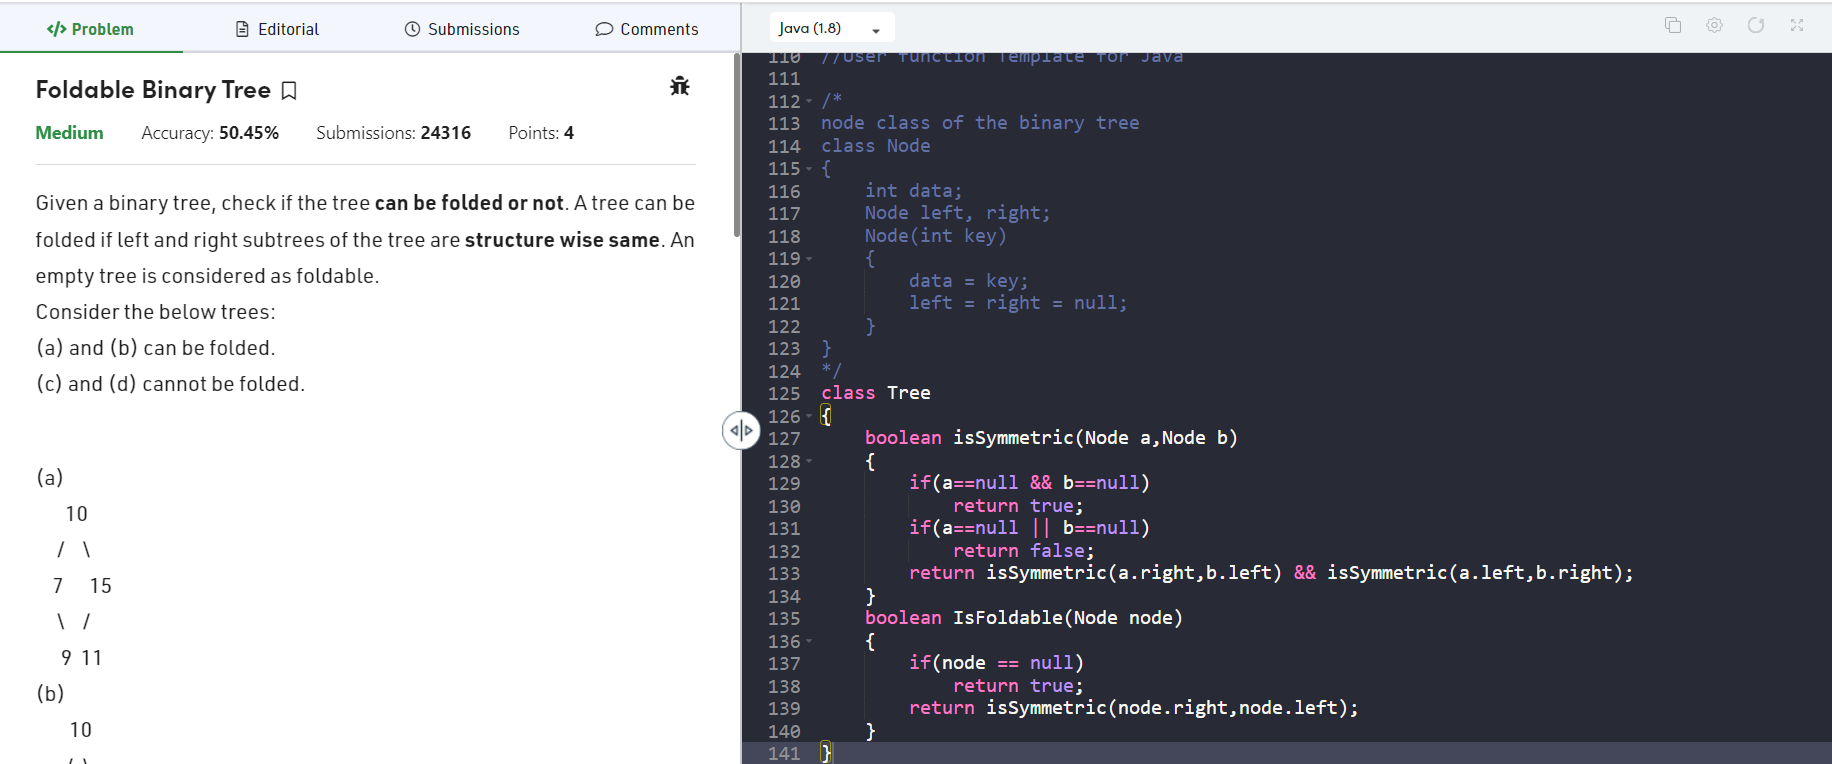 </> Problem
Editorial
Submissions
Comments
Foldable Binary Tree
Medium Accuracy: 50.45% Submissions: 24316 Points: 4
Given a binary tree, check if the tree can be folded or not. A tree can be
folded if left and right subtrees of the tree are structure wise same. An
empty tree is considered as foldable.
Consider the below trees:
(a) and (b) can be folded.
(c) and (d) cannot be folded.
(a)
10
/ \
7 15
\ /
9 11
(b)
10
/ \
Java (1.8)
110 //User function Template for Java
111
112 /*
113 node class of the binary tree
114 class Node
115 {
116 int data;
117 Node left, right;
118 Node(int key)
119 {
120 data = key;
121 left = right = null;
122 }
123 }
124 */
125 class Tree
126 {
127 boolean isSymmetric(Node a,Node b)
128 {
129 if(a==null && b==null)
130 return true;
131 if(a==null || b==null)
132 return false;
133 return isSymmetric(a.right,b.left) && isSymmetric(a.left,b.right);
134 }
135 boolean IsFoldable(Node node)
136 {
137 if(node == null)
138 return true;
139 return isSymmetric(node.right,node.left);
140 }
141 }